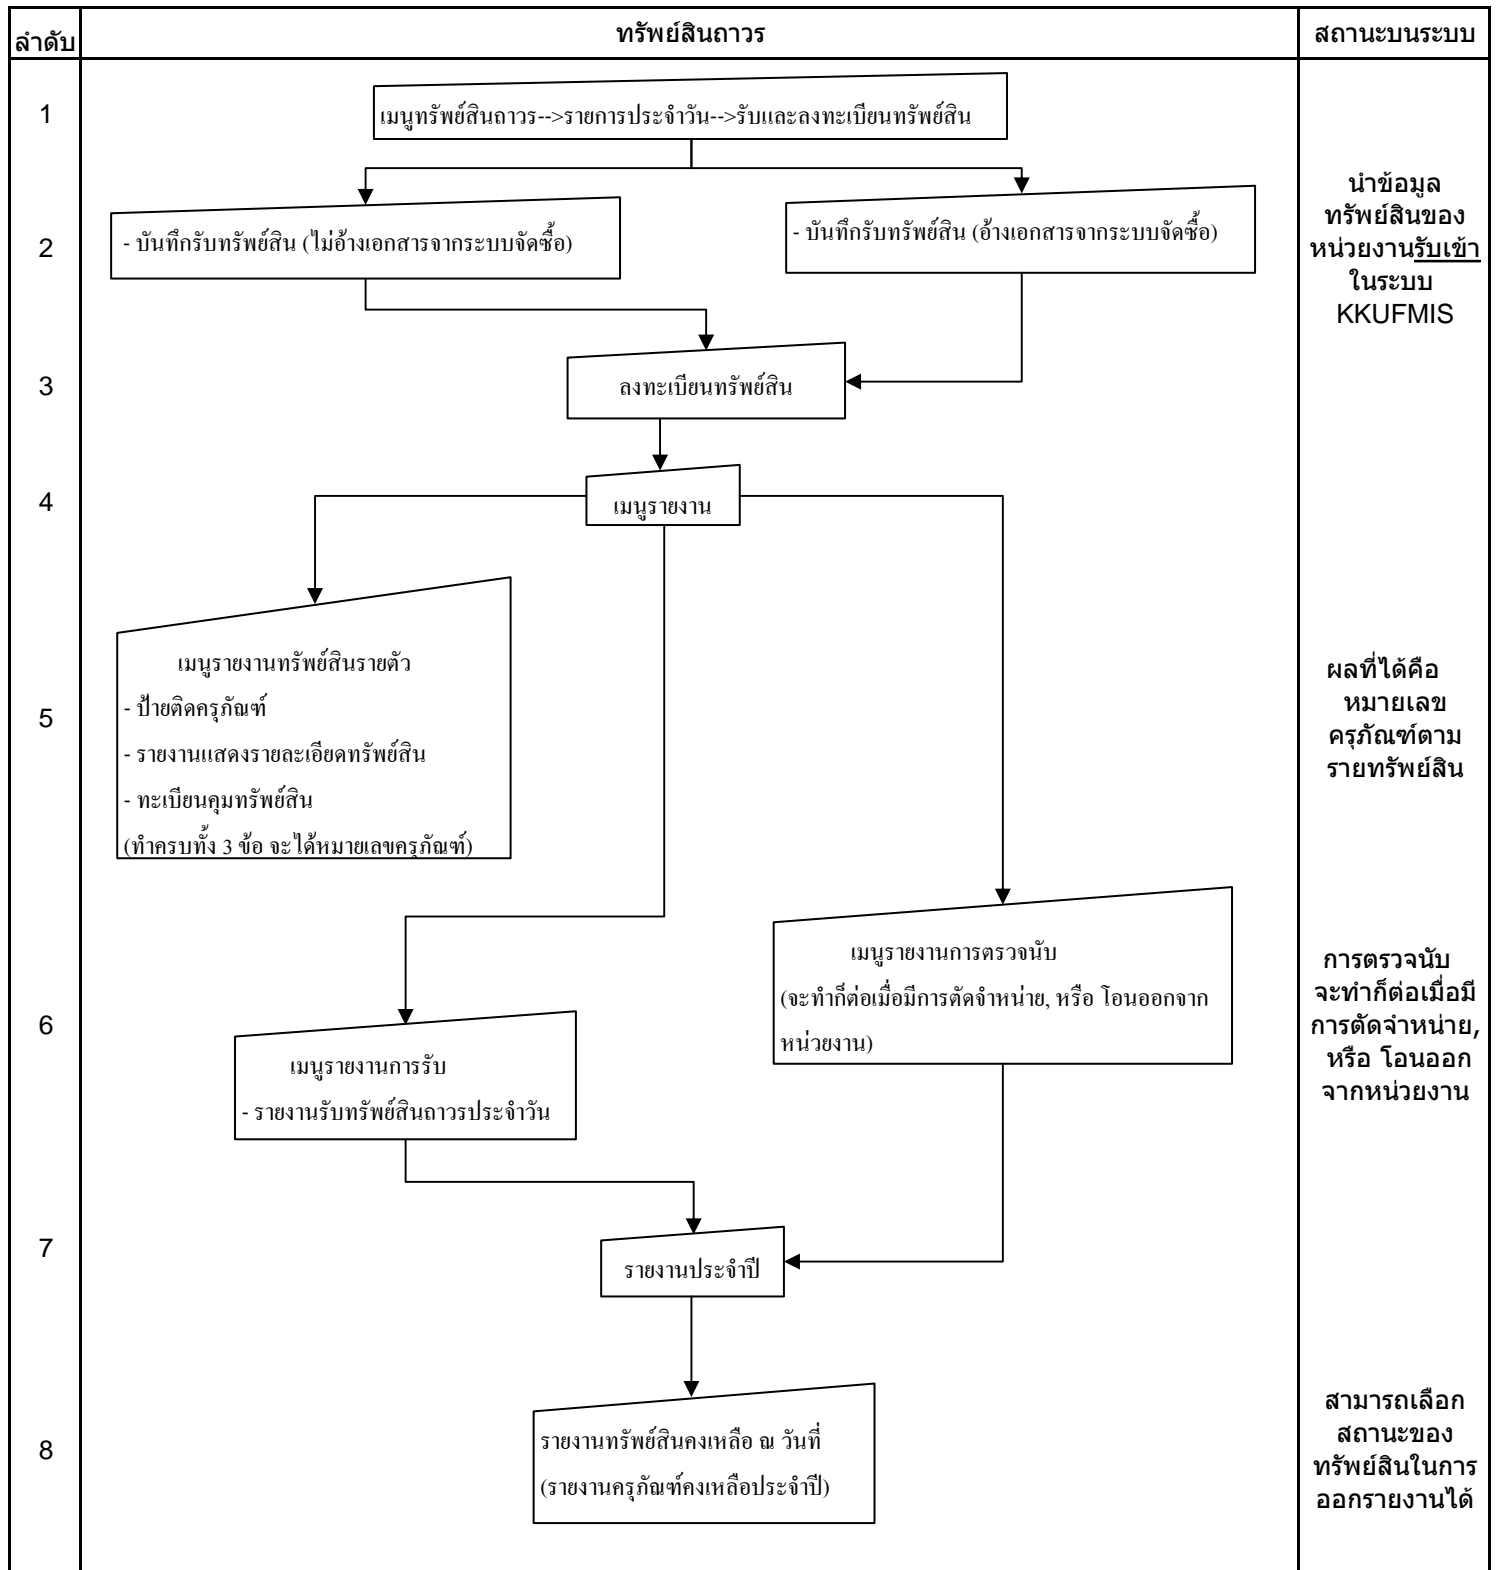 ลำดับ
ทรัพย์สินถาวร
สถานะบนระบบ
1
เมนูทรัพย์สินถาวร-->รายการประจำวัน-->รับและลงทะเบียนทรัพย์สิน
2
- บันทึกรับทรัพย์สิน (ไม่อ้างเอกสารจากระบบจัดซื้อ)
- บันทึกรับทรัพย์สิน (อ้างเอกสารจากระบบจัดซื้อ)
นำข้อมูล
ทรัพย์สินของ
หน่วยงานรับเข้า
ในระบบ
KKUFMIS
3
ลงทะเบียนทรัพย์สิน
4
เมนูรายงาน
5
เมนูรายงานทรัพย์สินรายตัว
- ป้ายติดครุภัณฑ์
- รายงานแสดงรายละเอียดทรัพย์สิน
- ทะเบียนคุมทรัพย์สิน
(ทำครบทั้ง 3 ข้อ จะได้หมายเลขครุภัณฑ์)
ผลที่ได้คือ
หมายเลข
ครุภัณฑ์ตาม
รายทรัพย์สิน
6
เมนูรายงานการรับ
- รายงานรับทรัพย์สินถาวรประจำวัน
เมนูรายงานการตรวจนับ
(จะทำก็ต่อเมื่อมีการตัดจำหน่าย, หรือ โอนออกจาก
หน่วยงาน)
การตรวจนับ
จะทำก็ต่อเมื่อมี
การตัดจำหน่าย,
หรือ โอนออก
จากหน่วยงาน
7
รายงานประจำปี
8
รายงานทรัพย์สินคงเหลือ ณ วันที่
(รายงานครุภัณฑ์คงเหลือประจำปี)
สามารถเลือก
สถานะของ
ทรัพย์สินในการ
ออกรายงานได้